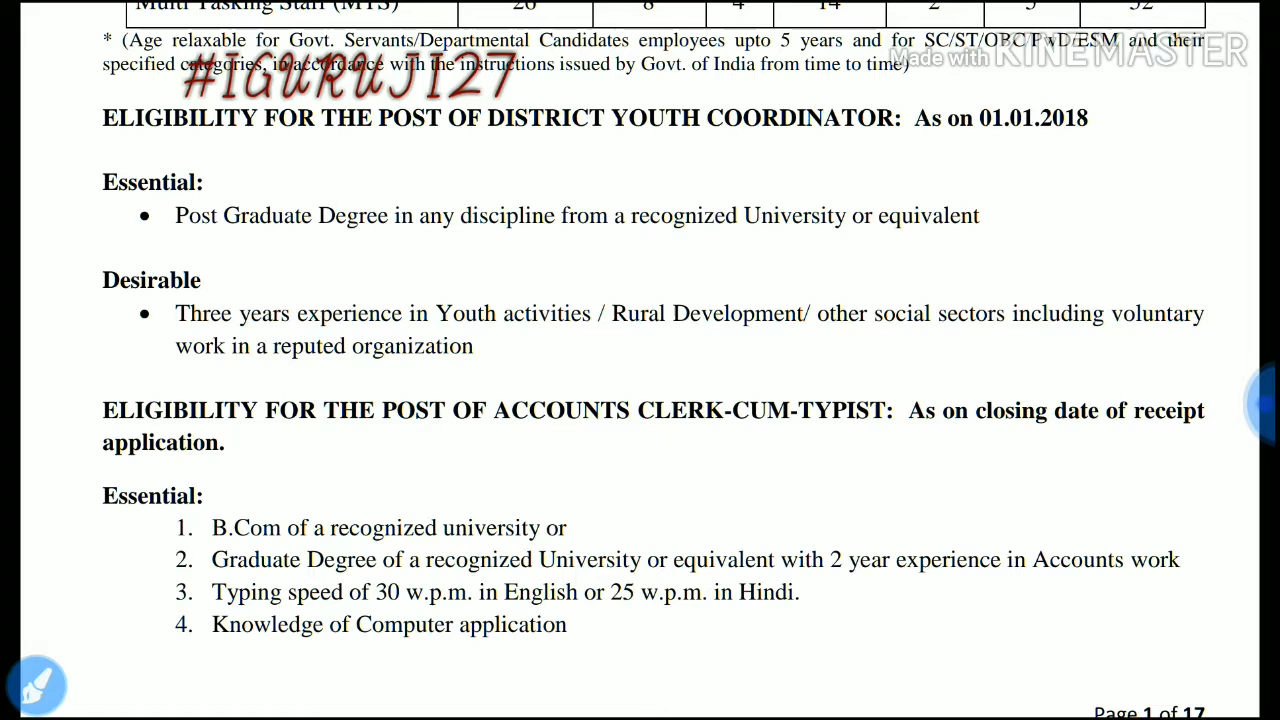 Multi Tasking Staff (MTS) 26 8 4 14 2 5 32
* (Age relaxable for Govt. Servants/Departmental Candidates employees upto 5 years and for SC/ST/OBC/PwD/ESM and their
specified categories, in accordance with the instructions issued by Govt. of India from time to time)
Made with KINEMASTER
#IGURUJI27
ELIGIBILITY FOR THE POST OF DISTRICT YOUTH COORDINATOR: As on 01.01.2018
Essential:
• Post Graduate Degree in any discipline from a recognized University or equivalent
Desirable
• Three years experience in Youth activities / Rural Development/ other social sectors including voluntary
work in a reputed organization
ELIGIBILITY FOR THE POST OF ACCOUNTS CLERK-CUM-TYPIST: As on closing date of receipt
application.
Essential:
1. B.Com of a recognized university or
2. Graduate Degree of a recognized University or equivalent with 2 year experience in Accounts work
3. Typing speed of 30 w.p.m. in English or 25 w.p.m. in Hindi.
4. Knowledge of Computer application
Page 1 of 17